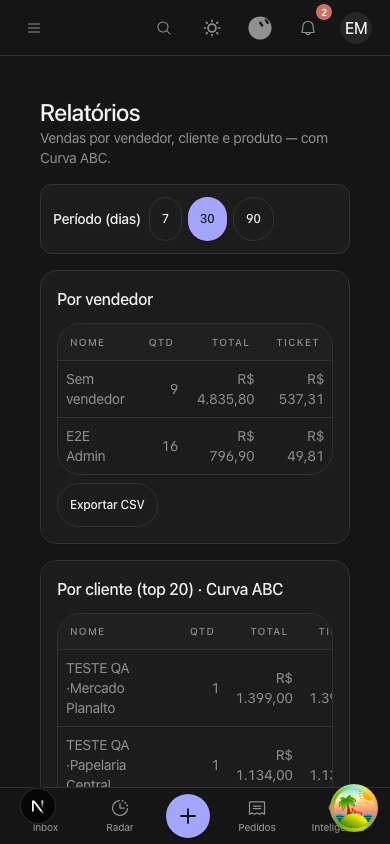 2
EM
Relatórios
Vendas por vendedor, cliente e produto — com
Curva ABC.
Período (dias) 7 30 90
Por vendedor
NOME QTD TOTAL TICKET
Sem vendedor 9 R$ 4.835,80 R$ 537,31
E2E Admin 16 R$ 796,90 R$ 49,81
Exportar CSV
Por cliente (top 20) · Curva ABC
NOME QTD TOTAL
TESTE QA ·Mercado Planalto 1 R$ 1.399,00
TESTE QA ·Papelaria Central 1 R$ 1.134,00
N
Inbox Radar Pedidos